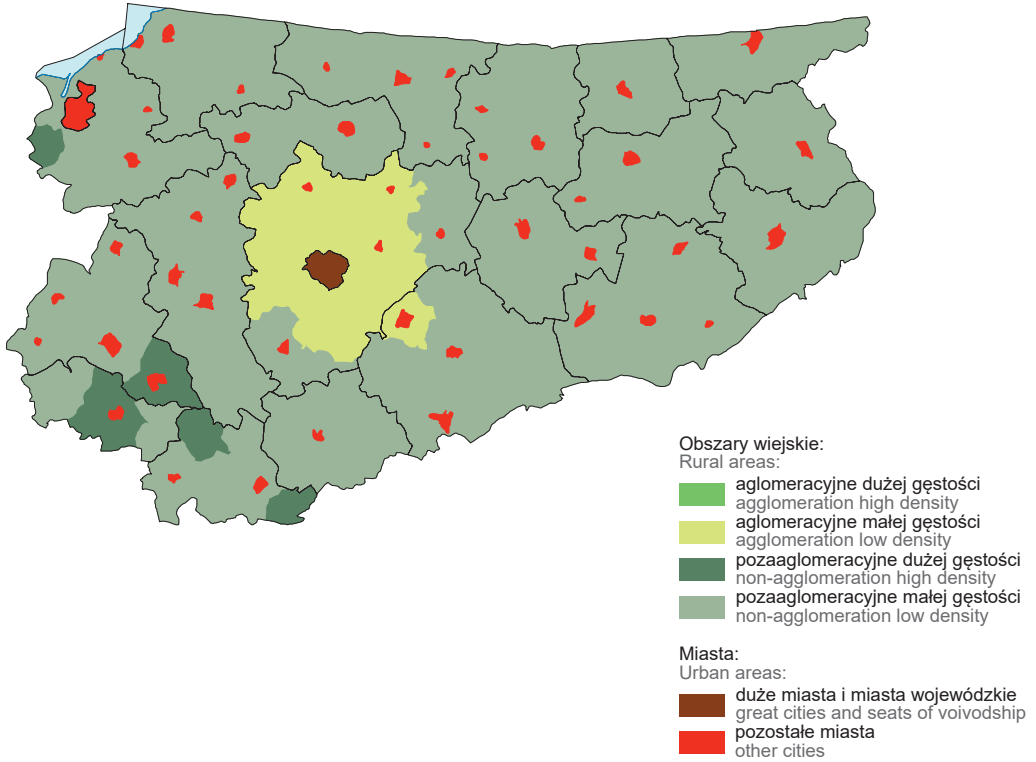 Obszary wiejskie:
Rural areas:
aglomeracyjne dużej gęstości
agglomeration high density
aglomeracyjne małej gęstości
agglomeration low density
pozaaglomeracyjne dużej gęstości
non-agglomeration high density
pozaaglomeracyjne małej gęstości
non-agglomeration low density
Miasta:
Urban areas:
duże miasta i miasta wojewódzkie
great cities and seats of voivodship
pozostałe miasta
other cities